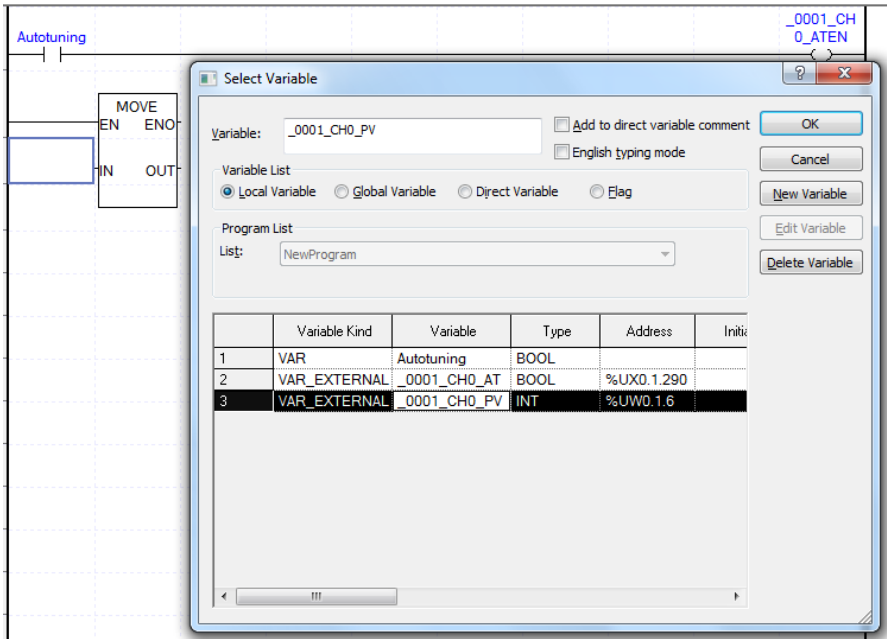 Autotuning
_0001_CH
0_ATEN
MOVE
EN ENO
IN OUT
Select Variable
?
X
Variable:
_0001_CH0_PV
Add to direct variable comment
English typing mode
OK
Cancel
New Variable
Edit Variable
Delete Variable
Variable List
Local Variable Global Variable Direct Variable Flag
Program List
List:
NewProgram
Variable Kind Variable Type Address Initia
1 VAR Autotuning BOOL
2 VAR_EXTERNAL _0001_CH0_AT BOOL %UX0.1.290
3 VAR_EXTERNAL _0001_CH0_PV INT %UW0.1.6